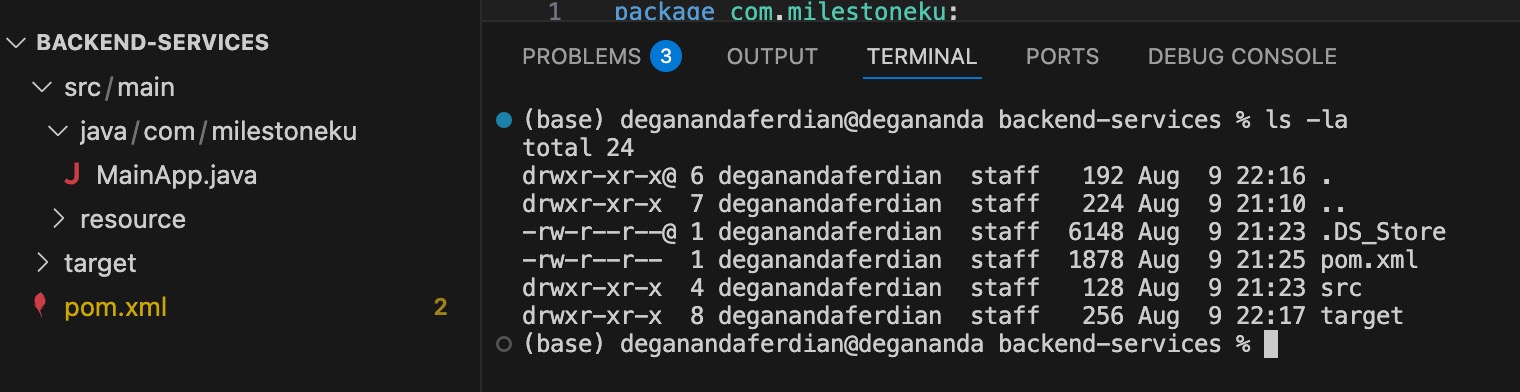 BACKEND-SERVICES
src/main
java/com/milestoneku
J MainApp.java
resource
target
pom.xml 2
1 package com.milestoneku;
PROBLEMS 3 OUTPUT TERMINAL PORTS DEBUG CONSOLE
(base) deganandaferdian@degananda backend-services % ls -la
total 24
drwxr-xr-x@ 6 deganandaferdian  staff   192 Aug  9 22:16 .
drwxr-xr-x  7 deganandaferdian  staff   224 Aug  9 21:10 ..
-rw-r--r--@ 1 deganandaferdian  staff  6148 Aug  9 21:23 .DS_Store
-rw-r--r--  1 deganandaferdian  staff  1878 Aug  9 21:25 pom.xml
drwxr-xr-x  4 deganandaferdian  staff   128 Aug  9 21:23 src
drwxr-xr-x  8 deganandaferdian  staff   256 Aug  9 22:17 target
(base) deganandaferdian@degananda backend-services %